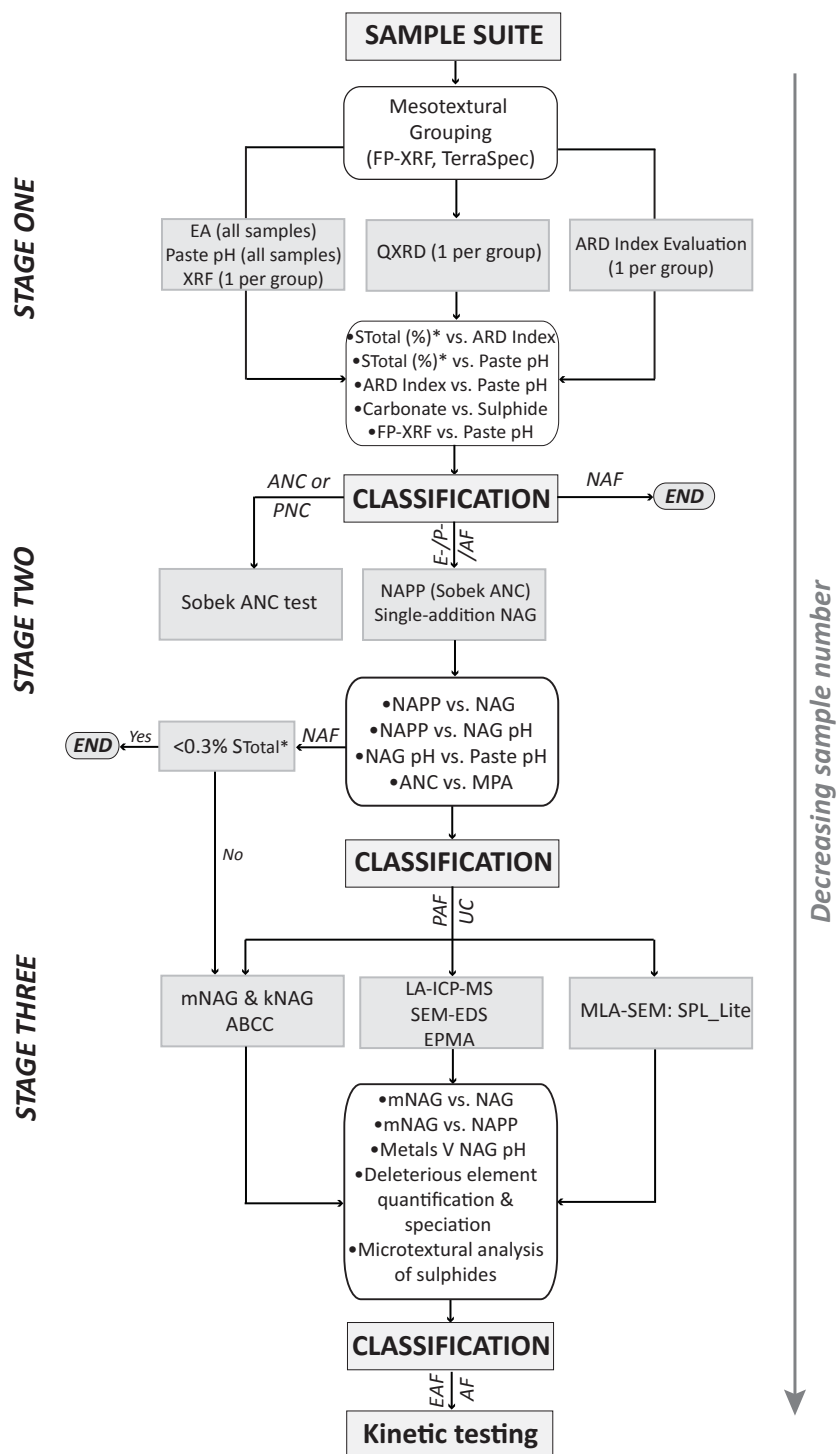 SAMPLE SUITE
Mesotextural
Grouping
(FP-XRF, TerraSpec)
STAGE ONE
EA (all samples)
Paste pH (all samples)
XRF (1 per group)
QXRD (1 per group)
ARD Index Evaluation
(1 per group)
•STotal (%)* vs. ARD Index
•STotal (%)* vs. Paste pH
•ARD Index vs. Paste pH
•Carbonate vs. Sulphide
•FP-XRF vs. Paste pH
ANC or
PNC
CLASSIFICATION
NAF
END
E-/P-
/AF
STAGE TWO
Sobek ANC test
NAPP (Sobek ANC)
Single-addition NAG
•NAPP vs. NAG
•NAPP vs. NAG pH
•NAG pH vs. Paste pH
•ANC vs. MPA
NAF
<0.3% STotal*
Yes
END
No
CLASSIFICATION
PAF
UC
STAGE THREE
mNAG & kNAG
ABCC
LA-ICP-MS
SEM-EDS
EPMA
MLA-SEM: SPL_Lite
•mNAG vs. NAG
•mNAG vs. NAPP
•Metals V NAG pH
•Deleterious element
quantification &
speciation
•Microtextural analysis
of sulphides
CLASSIFICATION
EAF
AF
Kinetic testing
Decreasing sample number